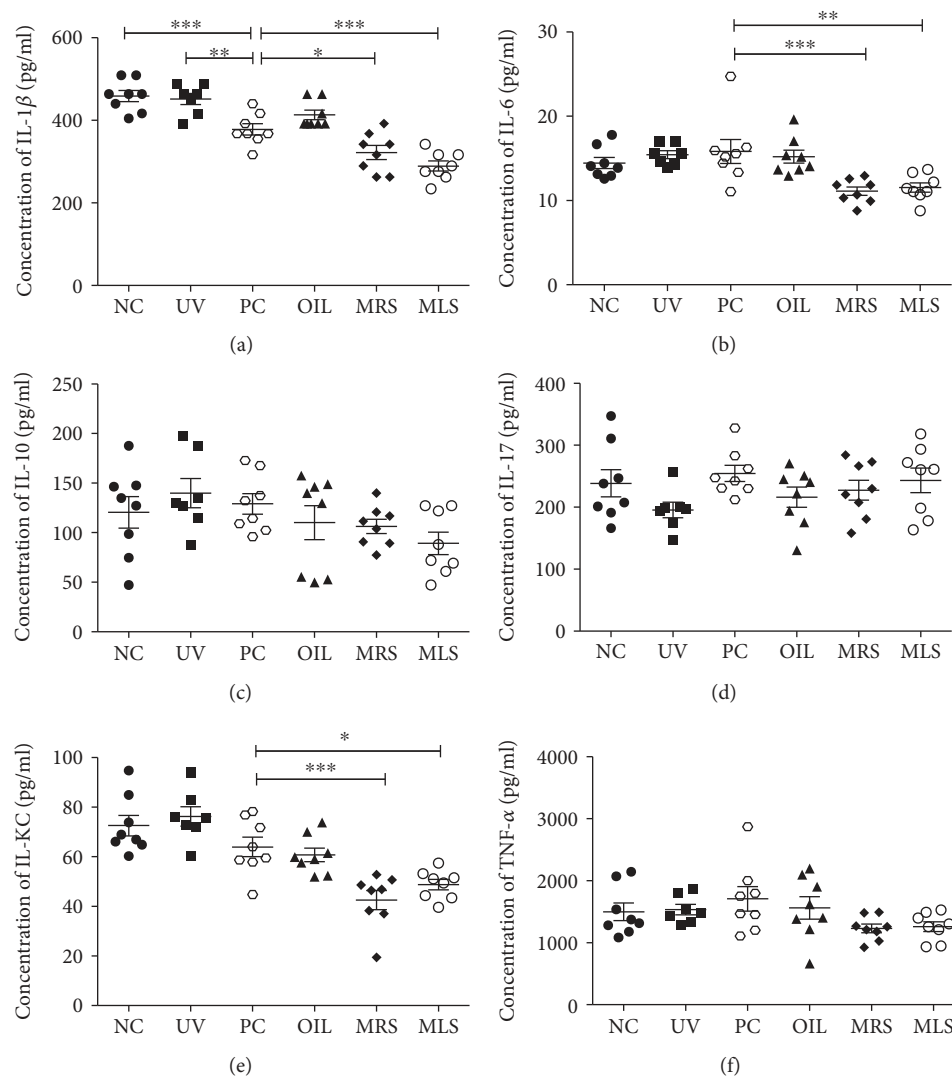 *** ***
** *
Concentration of IL-1β (pg/ml)
600
400
200
0
NC UV PC OIL MRS MLS
(a)
**
***
Concentration of IL-6 (pg/ml)
30
20
10
0
NC UV PC OIL MRS MLS
(b)
Concentration of IL-10 (pg/ml)
250
200
150
100
50
0
NC UV PC OIL MRS MLS
(c)
Concentration of IL-17 (pg/ml)
400
300
200
100
0
NC UV PC OIL MRS MLS
(d)
*
***
Concentration of IL-KC (pg/ml)
100
80
60
40
20
0
NC UV PC OIL MRS MLS
(e)
Concentration of TNF-α (pg/ml)
4000
3000
2000
1000
0
NC UV PC OIL MRS MLS
(f)